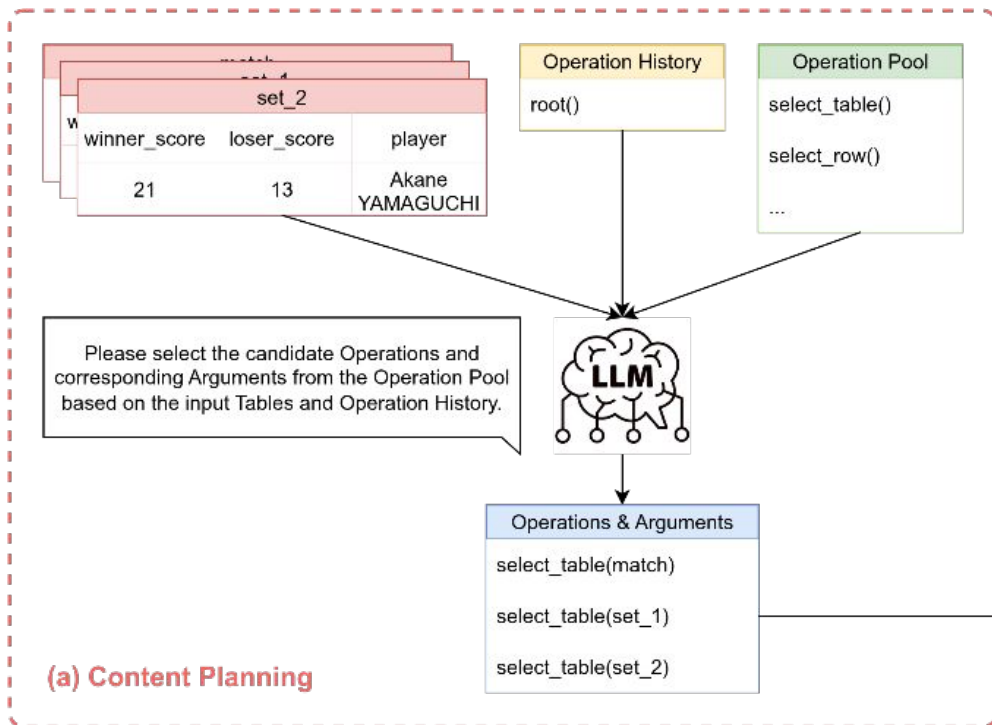 match
set_1
set_2
winner_score loser_score player
21 13 Akane
YAMAGUCHI
Operation History
root()
Operation Pool
select_table()
select_row()
...
Please select the candidate Operations and
corresponding Arguments from the Operation Pool
based on the input Tables and Operation History.
LLM
Operations & Arguments
select_table(match)
select_table(set_1)
select_table(set_2)
(a) Content Planning